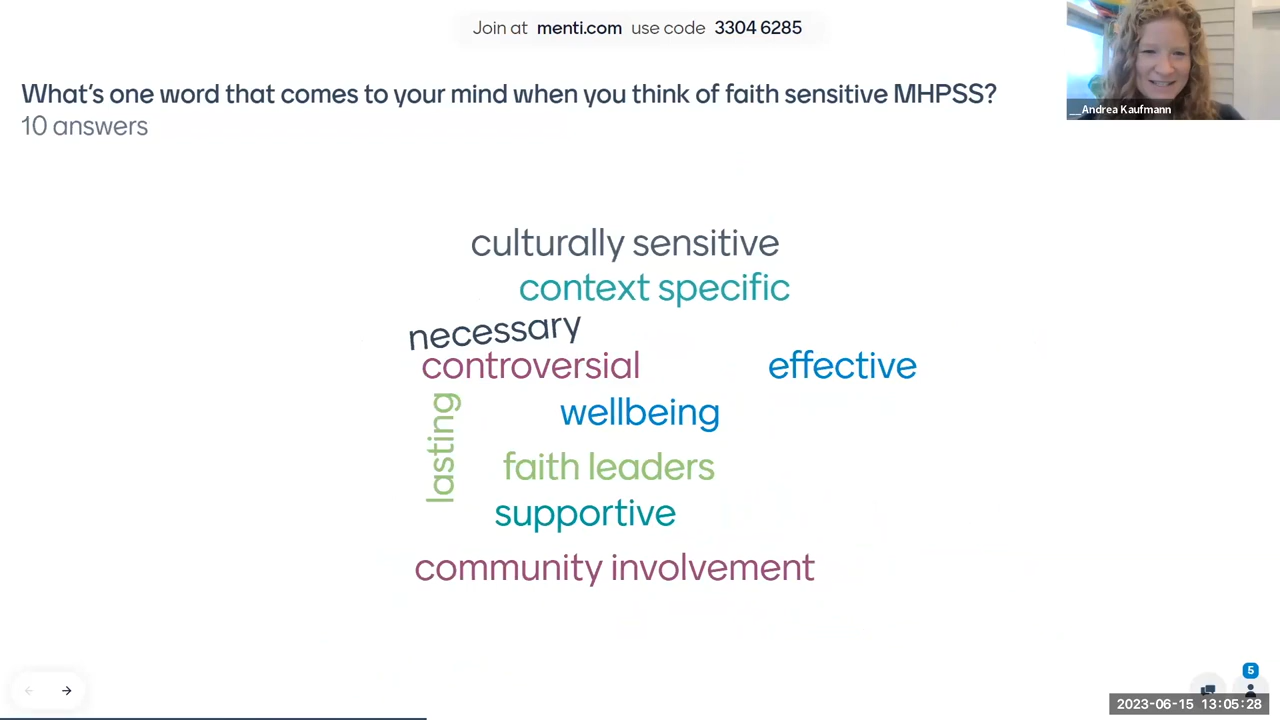 Join at menti.com use code 3304 6285
What's one word that comes to your mind when you think of faith sensitive MHPSS?
10 answers
__Andrea Kaufmann
culturally sensitive
context specific
necessary
controversial
effective
lasting
wellbeing
faith leaders
supportive
community involvement
5
2023-06-15 13:05:28